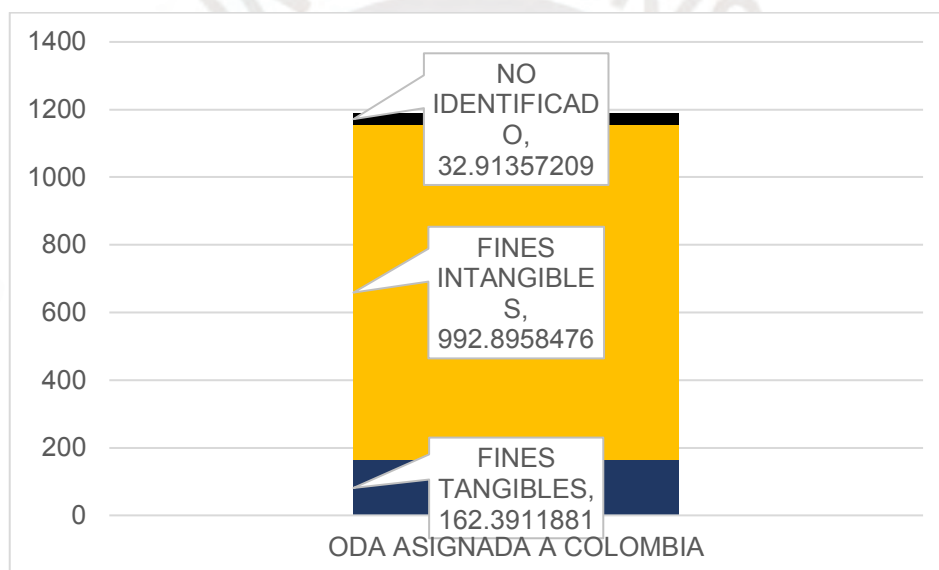 1400
1200
1000
800
600
400
200
0
NO
IDENTIFICAD
O,
32.91357209
FINES
INTANGIBLE
S,
992.8958476
FINES
TANGIBLES,
162.3911881
ODA ASIGNADA A COLOMBIA